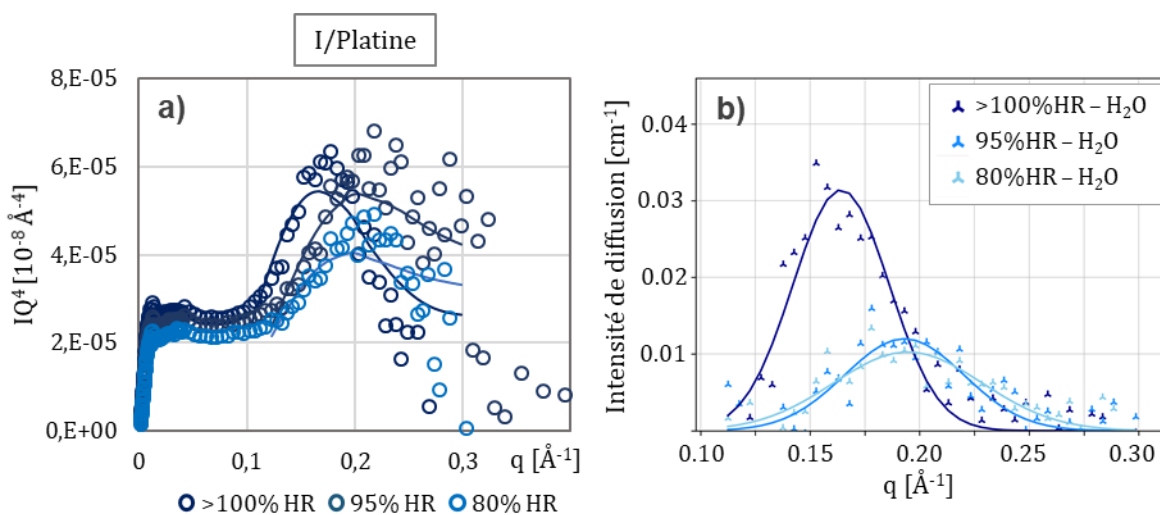 I/Platine
a)
IQ⁴ [10⁻⁸ Å⁻⁴]
8,E-05
6,E-05
4,E-05
2,E-05
0,E+00
0
0,1
0,2
0,3
q [Å⁻¹]
>100% HR
95% HR
80% HR
b)
Intensité de diffusion [cm⁻¹]
0.04
0.03
0.02
0.01
0.10
0.15
0.20
0.25
0.30
q [Å⁻¹]
>100%HR – H₂O
95%HR – H₂O
80%HR – H₂O